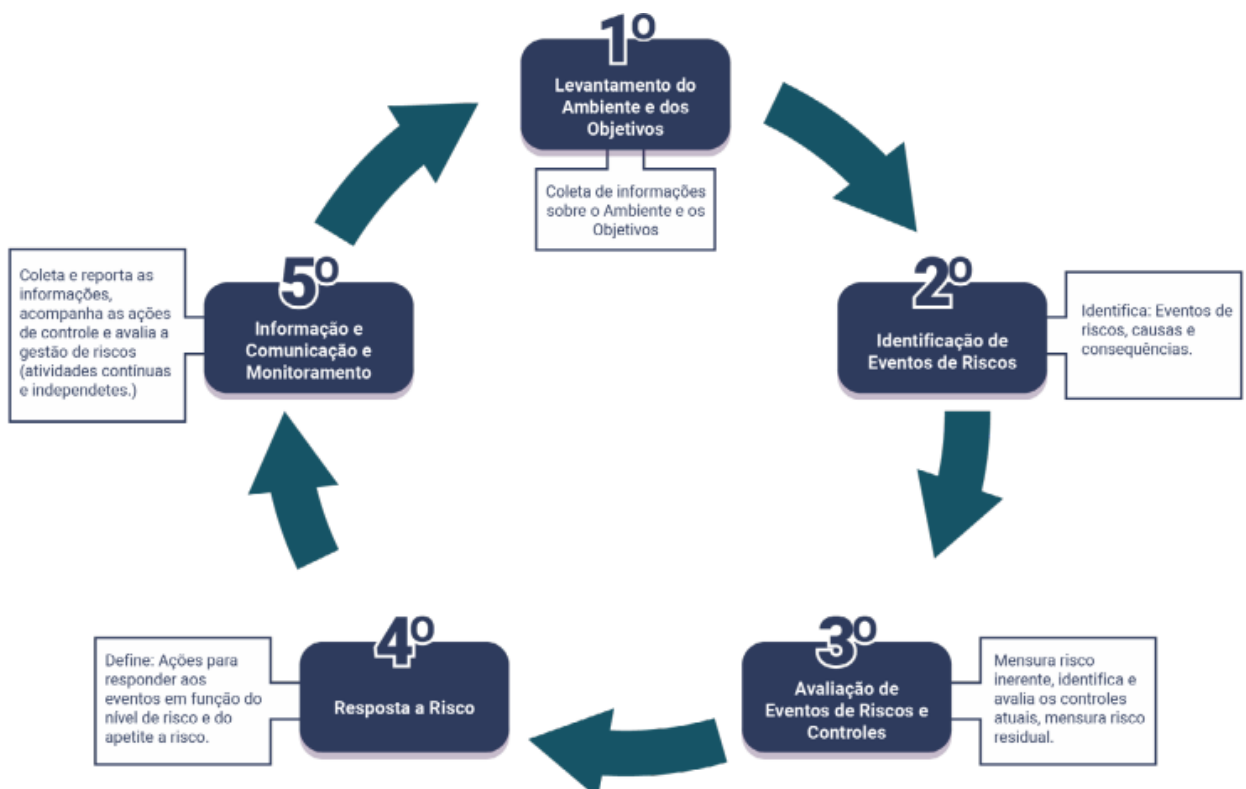 1º
Levantamento do
Ambiente e dos
Objetivos
Coleta de informações
sobre o Ambiente e os
Objetivos
2º
Identificação de
Eventos de Riscos
Identifica: Eventos de
riscos, causas e
consequências.
3º
Avaliação de
Eventos de Riscos e
Controles
Mensura risco
inerente, identifica e
avalia os controles
atuais, mensura risco
residual.
4º
Resposta a Risco
Define: Ações para
responder aos
eventos em função do
nível de risco e do
apetite a risco.
5º
Informação e
Comunicação e
Monitoramento
Coleta e reporta as
informações,
acompanha as ações
de controle e avalia a
gestão de riscos
(atividades contínuas
e independetes.)